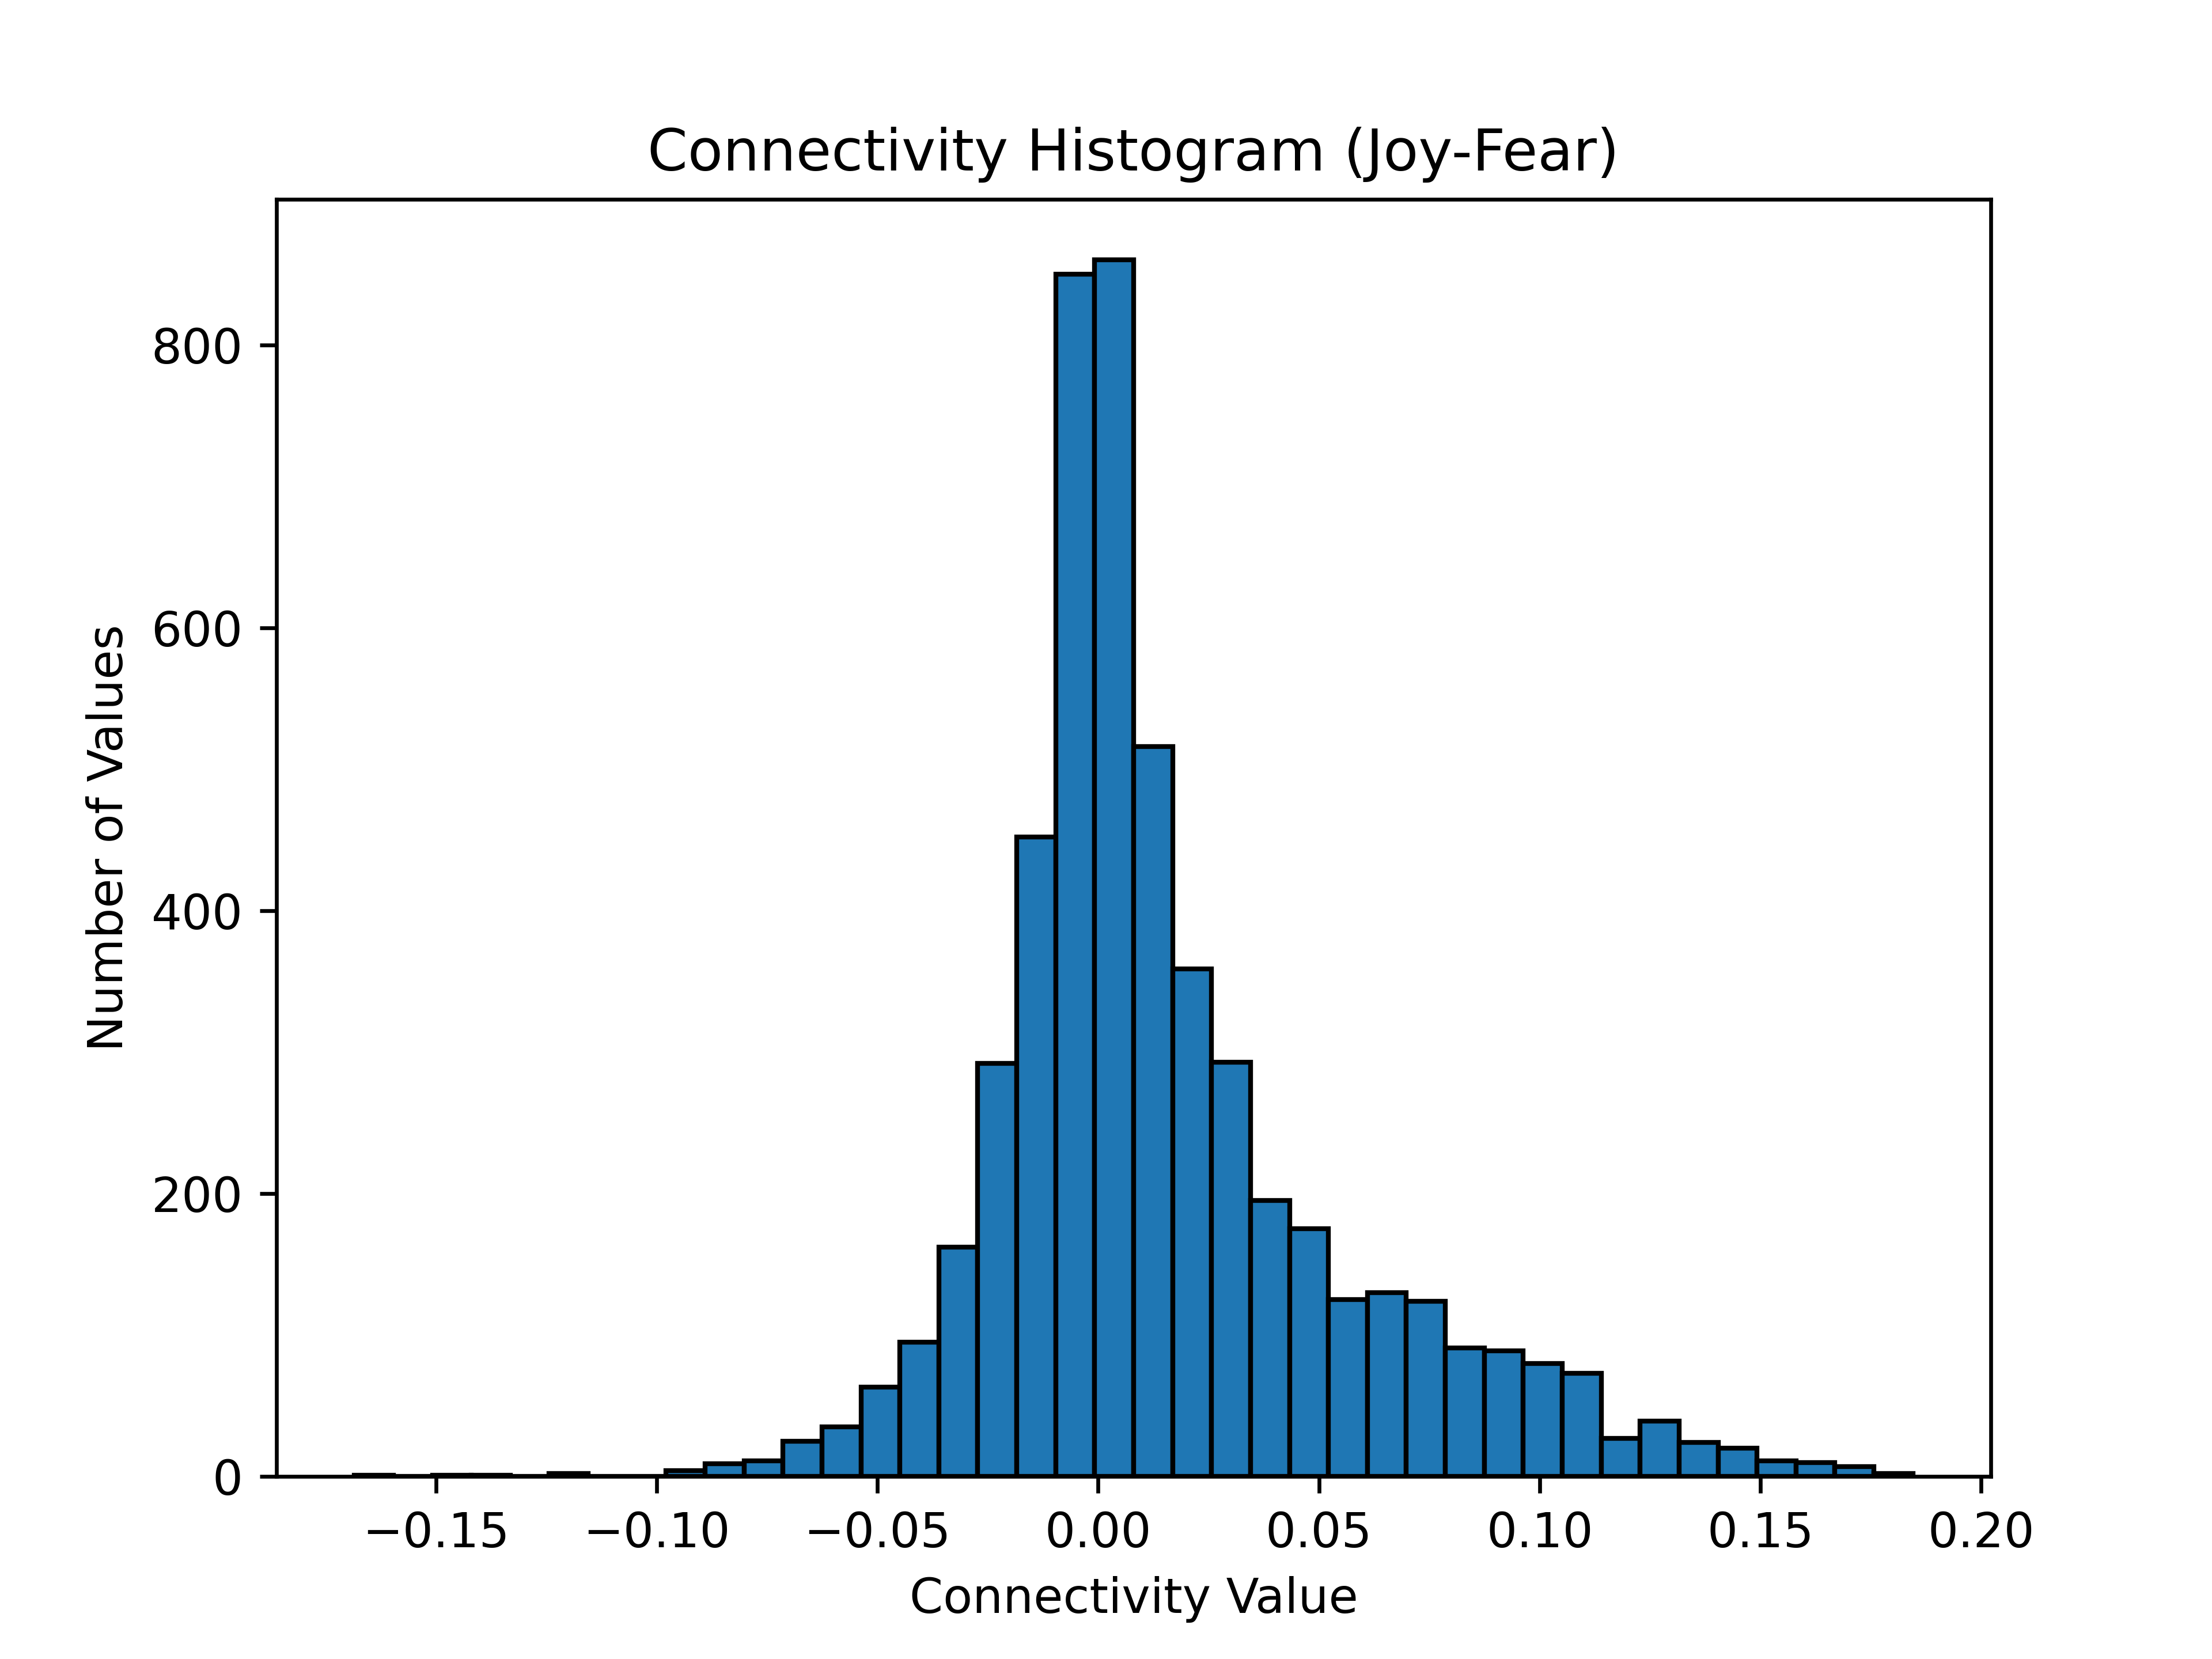 Connectivity Histogram (Joy-Fear)
Number of Values
800
600
400
200
0
−0.15 −0.10 −0.05 0.00 0.05 0.10 0.15 0.20
Connectivity Value